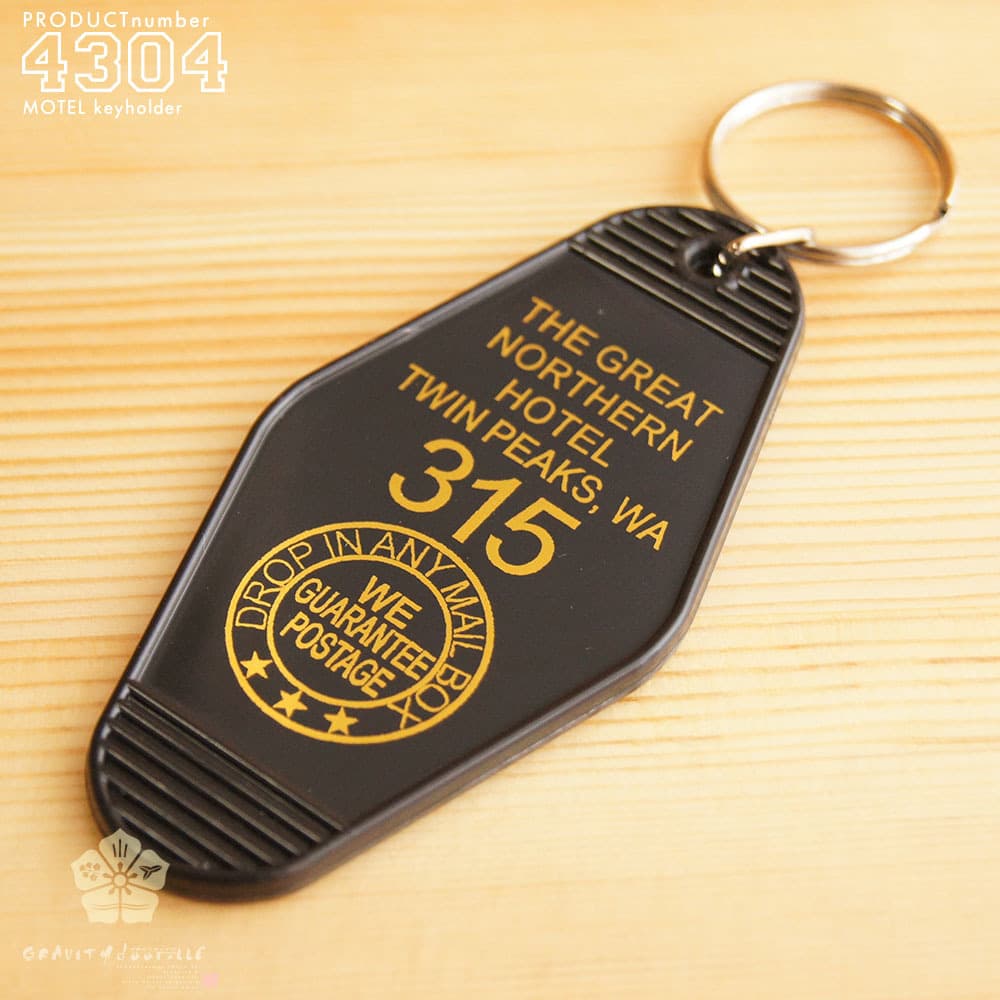 PRODUCTnumber
4304
MOTEL keyholder
THE GREAT
NORTHERN
HOTEL
TWIN PEAKS, WA
315
DROP IN ANY MAIL BOX
WE
GUARANTEE
POSTAGE